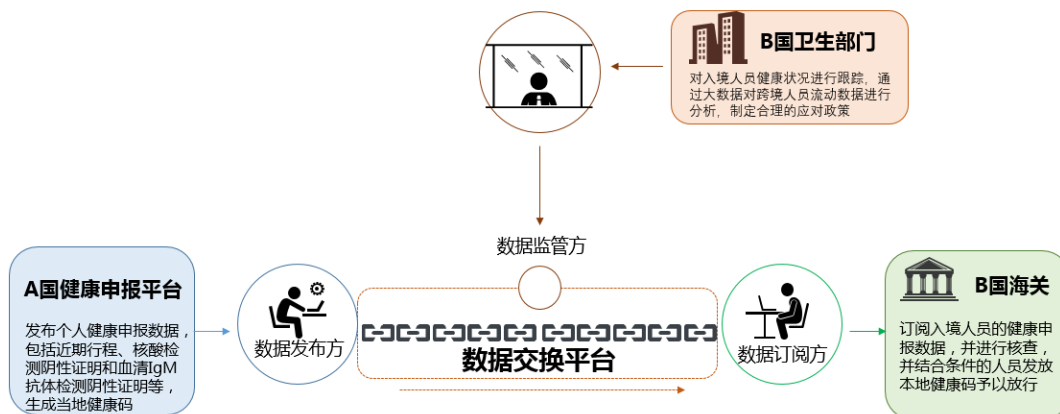 B国卫生部门
对入境人员健康状况进行跟踪，通
过大数据对跨境人员流动数据进行
分析，制定合理的应对政策
数据监管方
A国健康申报平台
发布个人健康申报数据，
包括近期行程、核酸检
测阴性证明和血清IgM
抗体检测阴性证明等，
生成当地健康码
数据发布方
数据交换平台
数据订阅方
B国海关
订阅入境人员的健康申
报数据，并进行核查，
并结合条件的人员发放
本地健康码予以放行